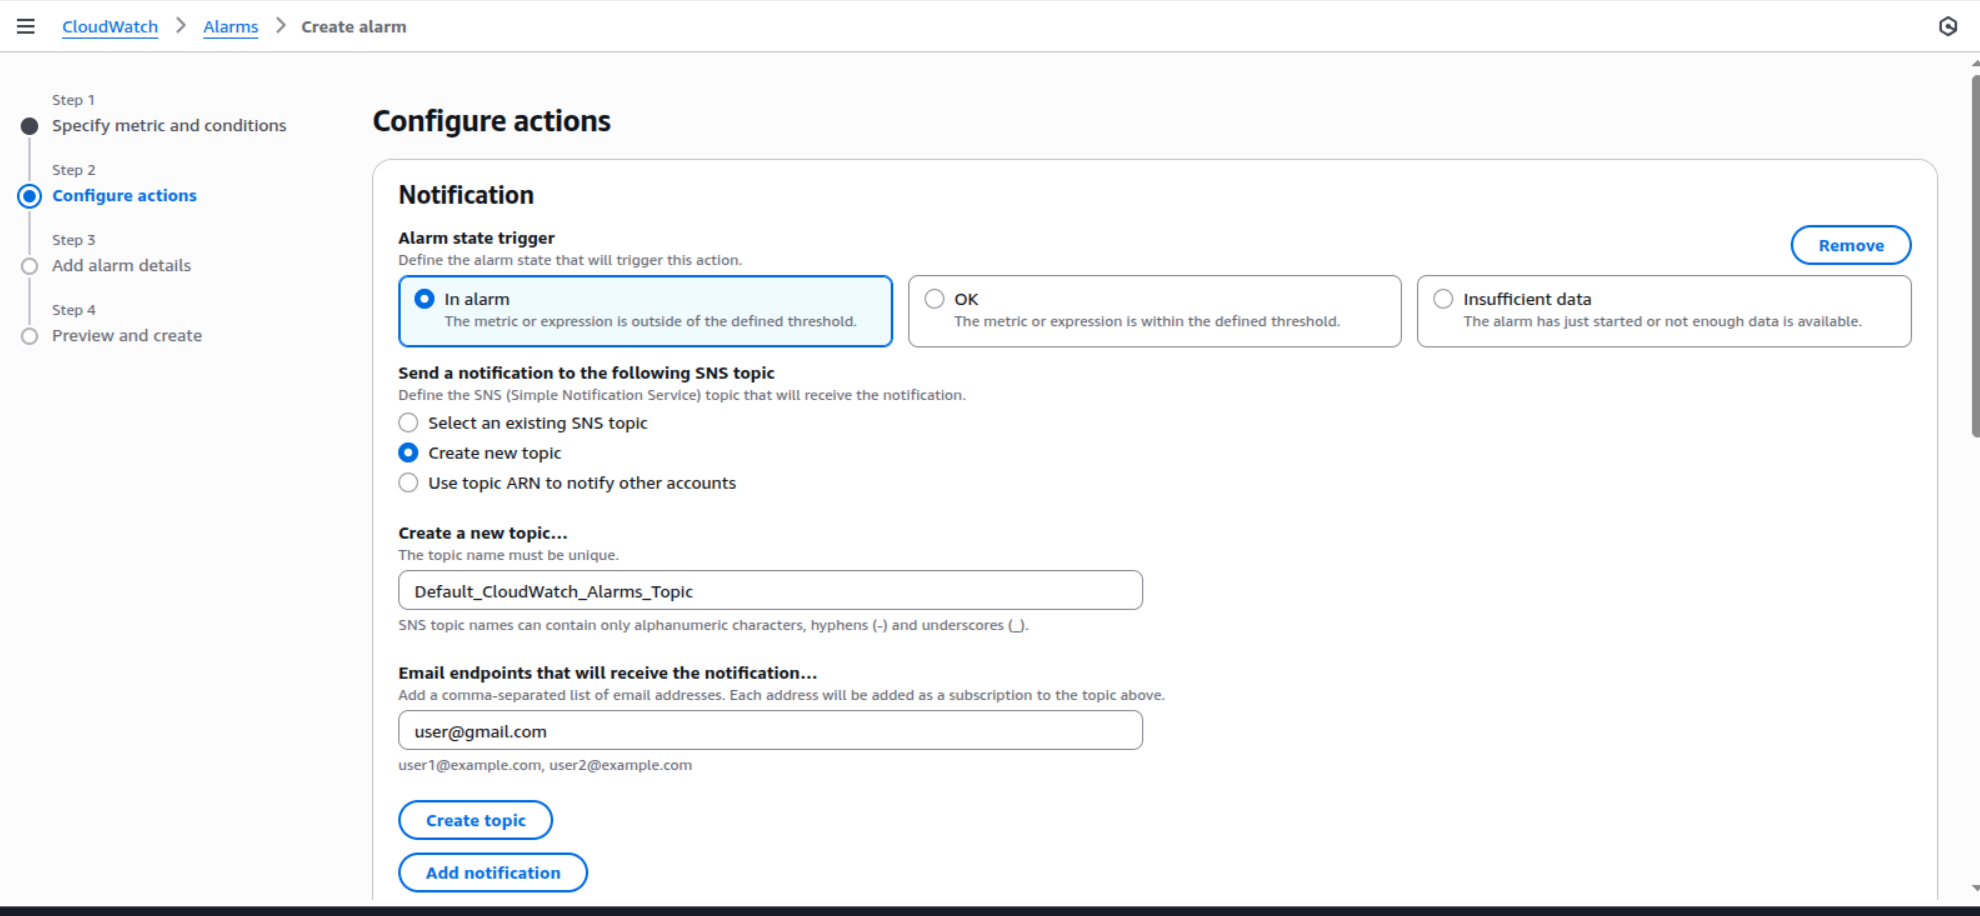 CloudWatch > Alarms > Create alarm
Step 1
Specify metric and conditions
Step 2
Configure actions
Step 3
Add alarm details
Step 4
Preview and create
Configure actions
Notification
Alarm state trigger
Define the alarm state that will trigger this action.
Remove
In alarm
The metric or expression is outside of the defined threshold.
OK
The metric or expression is within the defined threshold.
Insufficient data
The alarm has just started or not enough data is available.
Send a notification to the following SNS topic
Define the SNS (Simple Notification Service) topic that will receive the notification.
Select an existing SNS topic
Create new topic
Use topic ARN to notify other accounts
Create a new topic...
The topic name must be unique.
Default_CloudWatch_Alarms_Topic
SNS topic names can contain only alphanumeric characters, hyphens (-) and underscores (_).
Email endpoints that will receive the notification...
Add a comma-separated list of email addresses. Each address will be added as a subscription to the topic above.
user@gmail.com
user1@example.com, user2@example.com
Create topic
Add notification